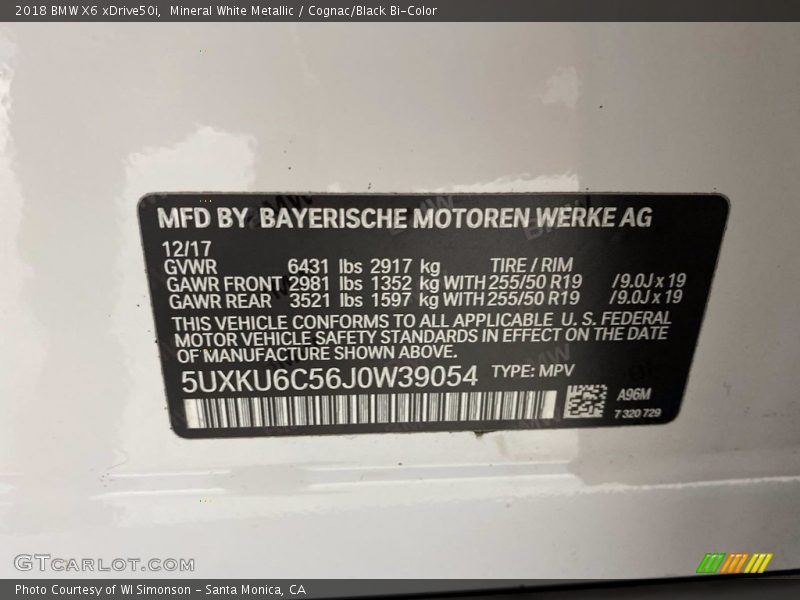 2018 BMW X6 xDrive50i, Mineral White Metallic / Cognac/Black Bi-Color
MFD BY BAYERISCHE MOTOREN WERKE AG
12/17
GVWR 6431 lbs 2917 kg TIRE / RIM
GAWR FRONT 2981 lbs 1352 kg WITH 255/50 R19 /9.0J x 19
GAWR REAR 3521 lbs 1597 kg WITH 255/50 R19 /9.0J x 19
THIS VEHICLE CONFORMS TO ALL APPLICABLE U. S. FEDERAL
MOTOR VEHICLE SAFETY STANDARDS IN EFFECT ON THE DATE
OF MANUFACTURE SHOWN ABOVE.
5UXKU6C56J0W39054 TYPE: MPV
A96M
7 320 729
GTCARLOT.COM
Photo Courtesy of WI Simonson - Santa Monica, CA